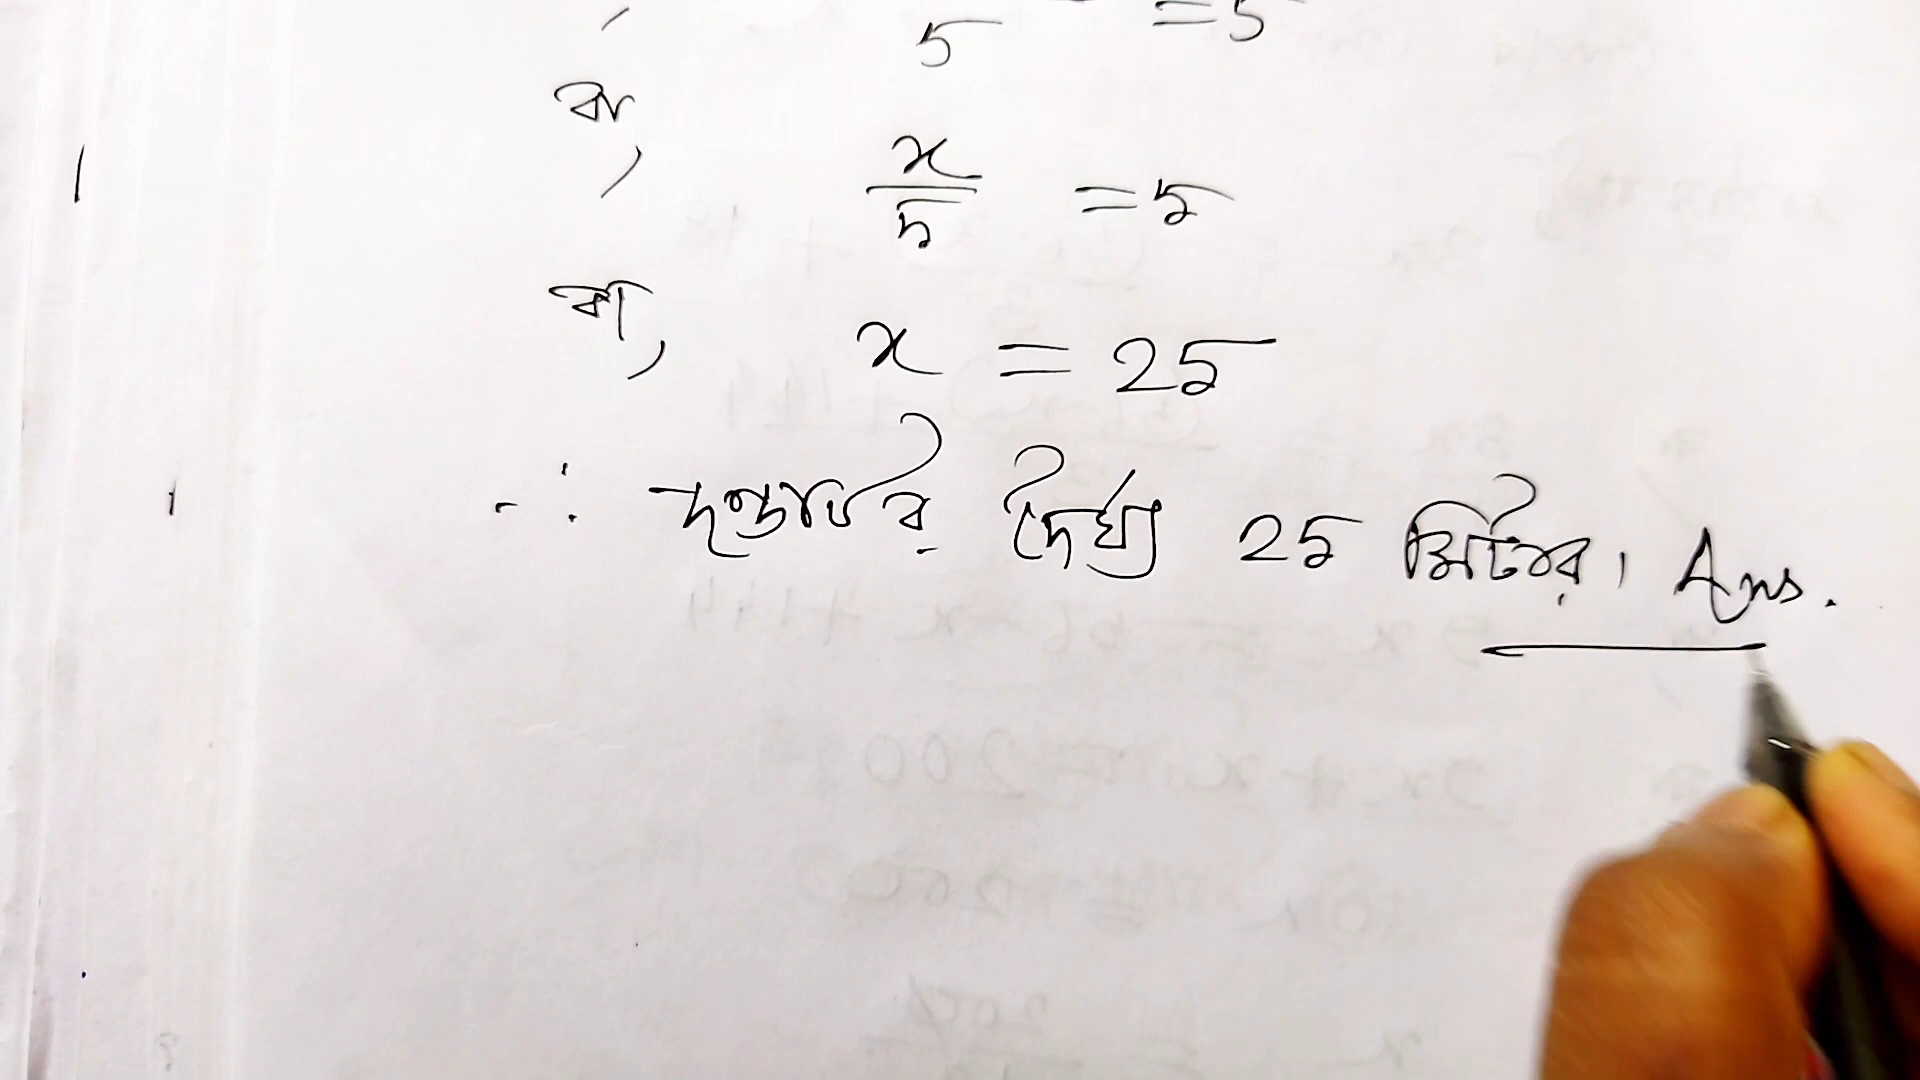 5 = 5
বা, x/5 = 5
বা, x = 25
∴ দণ্ডটির দৈর্ঘ্য 25 মিটার। Ans.